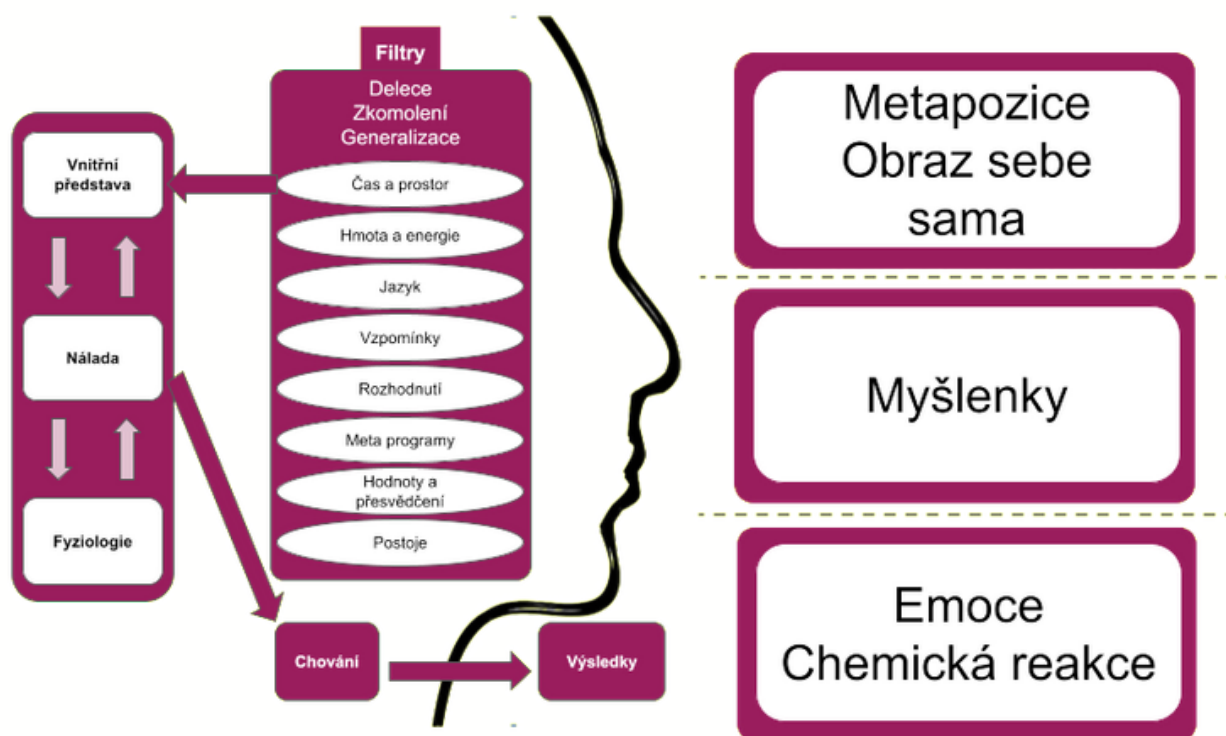 Filtry
Delece
Zkomolení
Generalizace
Čas a prostor
Hmota a energie
Jazyk
Vzpomínky
Rozhodnutí
Meta programy
Hodnoty a
přesvědčení
Postoje
Vnitřní
představa
Nálada
Fyziologie
Chování
Výsledky
Metapozice
Obraz sebe
sama
Myšlenky
Emoce
Chemická reakce